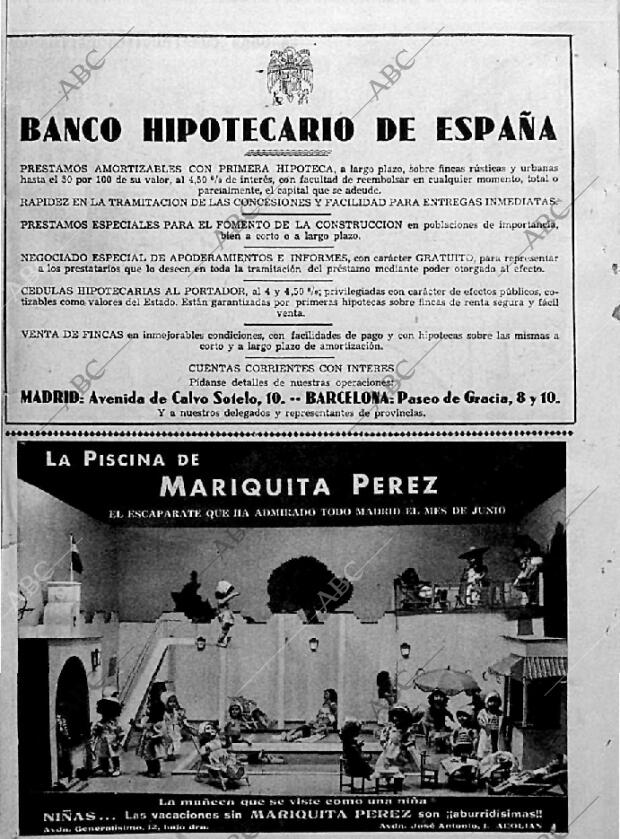 BANCO HIPOTECARIO DE ESPAÑA
PRESTAMOS AMORTIZABLES CON PRIMERA HIPOTECA, a largo plazo, sobre fincas rústicas y urbanas
hasta el 50 por 100 de su valor, al 4,50 % de interés, con facultad de reembolsar en cualquier momento, total o
parcialmente, el capital que se adeude.
RAPIDEZ EN LA TRAMITACION DE LAS CONCESIONES Y FACILIDAD PARA ENTREGAS INMEDIATAS.
PRESTAMOS ESPECIALES PARA EL FOMENTO DE LA CONSTRUCCION en poblaciones de importancia,
bien a corto o a largo plazo.
NEGOCIADO ESPECIAL DE APODERAMIENTOS E INFORMES, con carácter GRATUITO, para representar
a los prestatarios que lo deseen en toda la tramitación del préstamo mediante poder otorgado al efecto.
CEDULAS HIPOTECARIAS AL PORTADOR, al 4 y 4,50 %; privilegiadas con carácter de efectos públicos, co-
tizables como valores del Estado. Están garantizadas por primeras hipotecas sobre fincas de renta segura y fácil
venta.
VENTA DE FINCAS en inmejorables condiciones, con facilidades de pago y con hipotecas sobre las mismas a
corto y a largo plazo de amortización.
CUENTAS CORRIENTES CON INTERES
Pídanse detalles de nuestras operaciones:
MADRID: Avenida de Calvo Sotelo, 10. -- BARCELONA: Paseo de Gracia, 8 y 10.
Y a nuestros delegados y representantes de provincias.
LA PISCINA DE
MARIQUITA PEREZ
EL ESCAPARATE QUE HA ADMIRADO TODO MADRID EL MES DE JUNIO
La muñeca que se viste como una niña
NIÑAS... Las vacaciones sin MARIQUITA PEREZ son ¡¡aburridísimas!!
Avda. Generalísimo, 12, bajo dra. Avda. José Antonio, 1. AEOLIAN